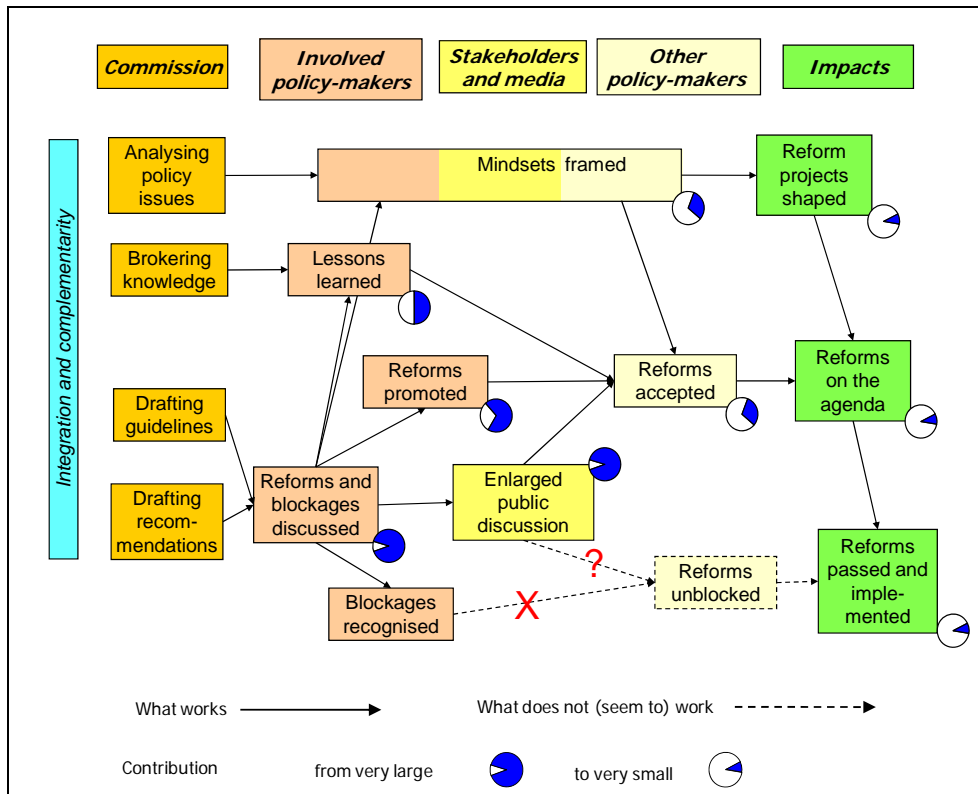 Commission
Involved
policy-makers
Stakeholders
and media
Other
policy-makers
Impacts
Integration and complementarity
Analysing
policy
issues
Mindsets framed
Reform
projects
shaped
Brokering
knowledge
Lessons
learned
Reforms
promoted
Reforms
accepted
Reforms
on the
agenda
Drafting
guidelines
Drafting
recom-
mendations
Reforms and
blockages
discussed
Enlarged
public
discussion
?
X
Blockages
recognised
Reforms
unblocked
Reforms
passed and
imple-
mented
What works
What does not (seem to) work
Contribution
from very large
to very small